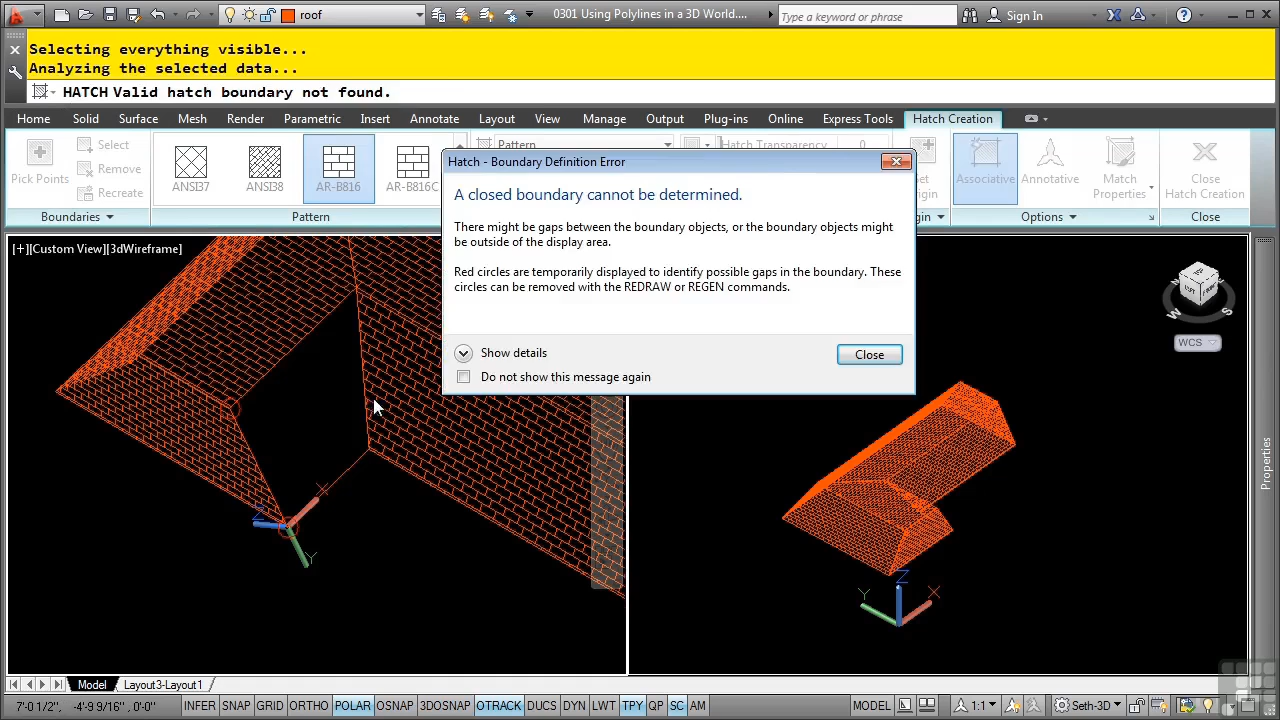 roof
0301 Using Polylines in a 3D World....
Type a keyword or phrase
Sign In
Selecting everything visible...
Analyzing the selected data...
HATCH Valid hatch boundary not found.
Home Solid Surface Mesh Render Parametric Insert Annotate Layout View Manage Output Plug-ins Online Express Tools Hatch Creation
Pick Points
Select
Remove
Recreate
Boundaries
ANSI37
ANSI38
AR-B816
AR-B816C
Pattern
Pattern
Hatch Transparency 0
Associative
Annotative
Match
Properties
Options
Close
Hatch Creation
Close
Hatch - Boundary Definition Error
A closed boundary cannot be determined.
There might be gaps between the boundary objects, or the boundary objects might
be outside of the display area.
Red circles are temporarily displayed to identify possible gaps in the boundary. These
circles can be removed with the REDRAW or REGEN commands.
Show details
Close
Do not show this message again
[+][Custom View][3dWireframe]
X
Z
Y
W
S
WCS
Z
Y
X
Properties
Model
Layout3-Layout1
7'-0 1/2", -4'-9 9/16", 0'-0"
INFER SNAP GRID ORTHO POLAR OSNAP 3DOSNAP OTRACK DUCS DYN LWT TPY QP SC AM
MODEL
1:1
Seth-3D